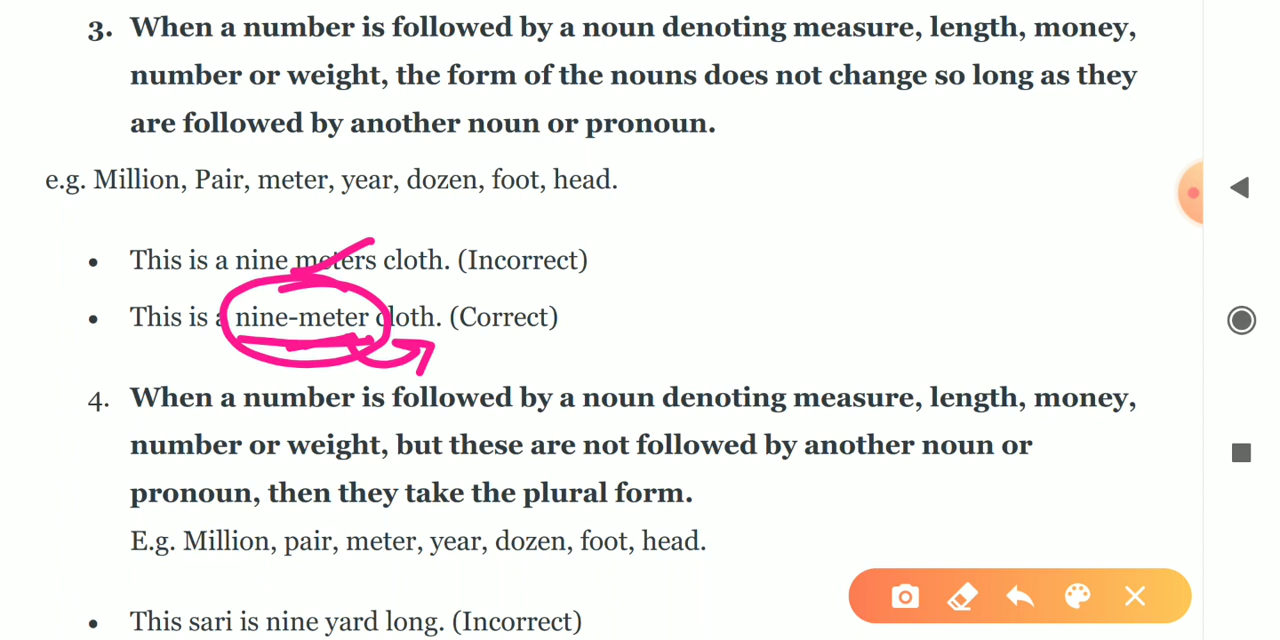 3. When a number is followed by a noun denoting measure, length, money,
number or weight, the form of the nouns does not change so long as they
are followed by another noun or pronoun.
e.g. Million, Pair, meter, year, dozen, foot, head.
• This is a nine meters cloth. (Incorrect)
• This is a nine-meter cloth. (Correct)
4. When a number is followed by a noun denoting measure, length, money,
number or weight, but these are not followed by another noun or
pronoun, then they take the plural form.
E.g. Million, pair, meter, year, dozen, foot, head.
• This sari is nine yard long. (Incorrect)